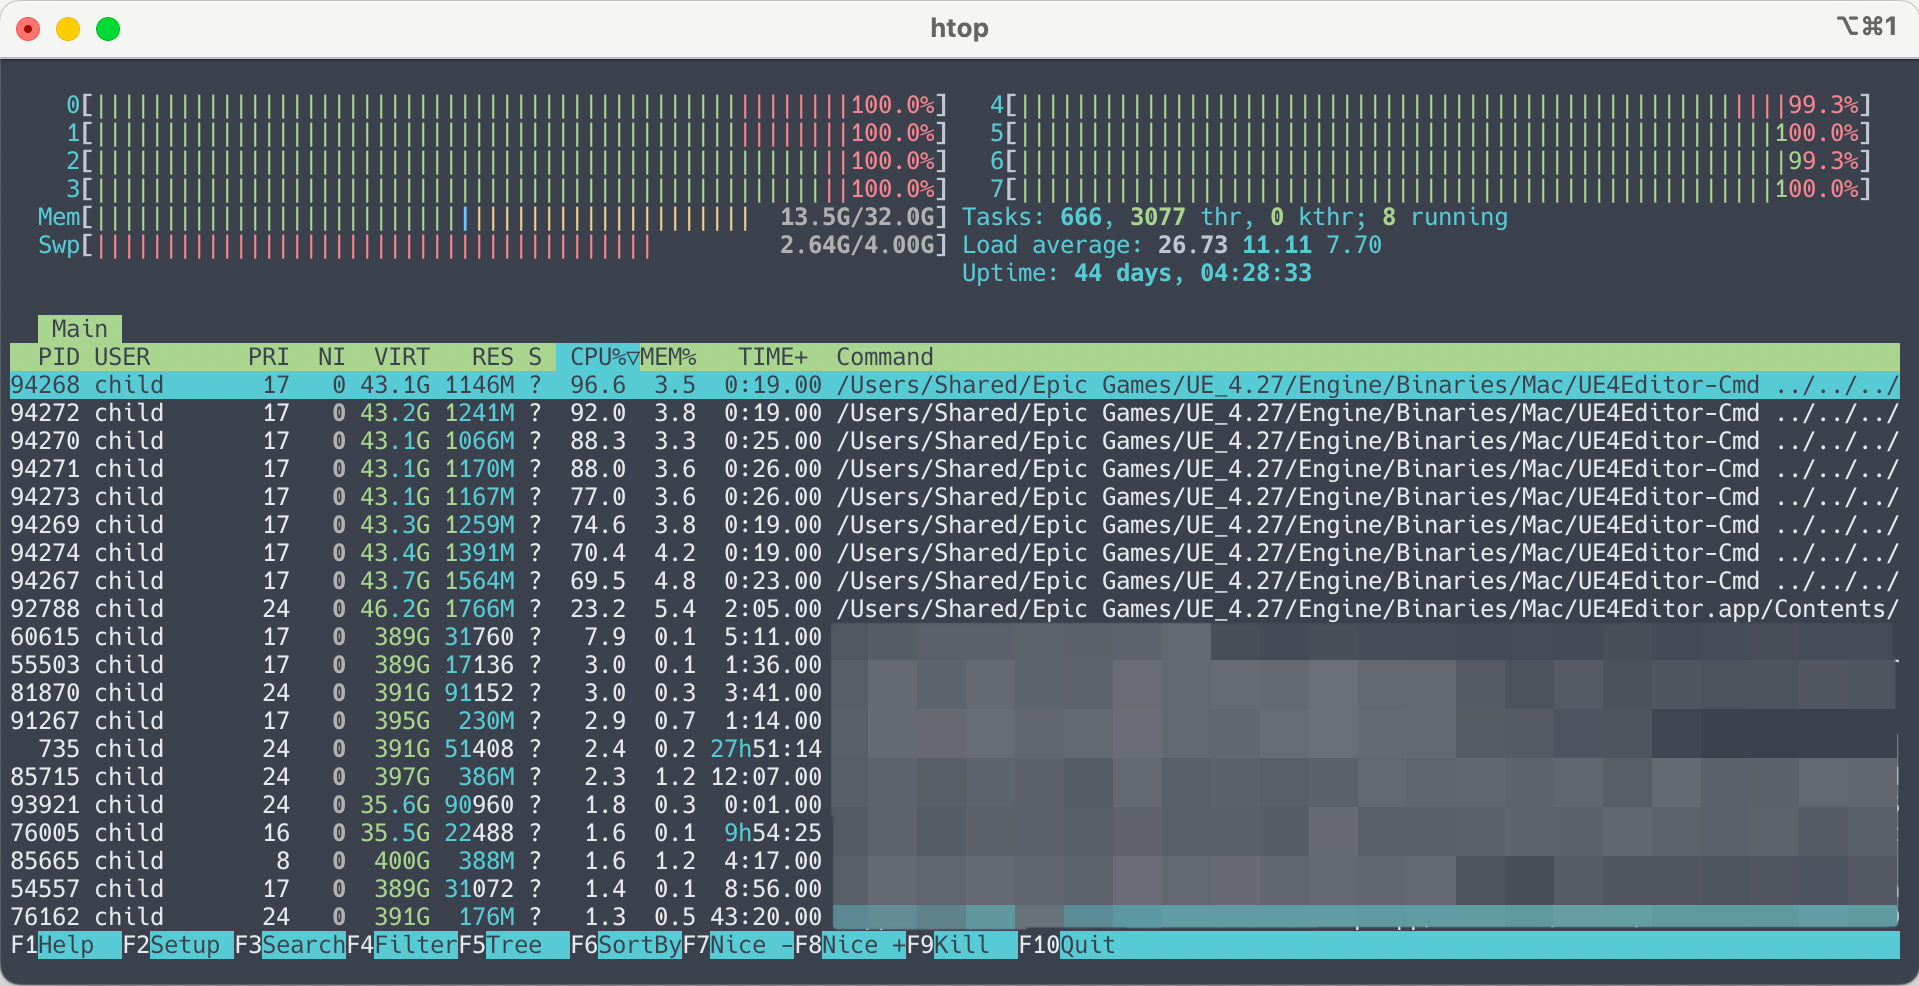 htop
⌥⌘1
0[100.0%] 4[99.3%]
1[100.0%] 5[100.0%]
2[100.0%] 6[99.3%]
3[100.0%] 7[100.0%]
Mem[13.5G/32.0G] Tasks: 666, 3077 thr, 0 kthr; 8 running
Swp[2.64G/4.00G] Load average: 26.73 11.11 7.70
Uptime: 44 days, 04:28:33
Main
PID USER PRI NI VIRT RES S CPU%▽MEM% TIME+ Command
94268 child 17 0 43.1G 1146M ? 96.6 3.5 0:19.00 /Users/Shared/Epic Games/UE_4.27/Engine/Binaries/Mac/UE4Editor-Cmd ../../../
94272 child 17 0 43.2G 1241M ? 92.0 3.8 0:19.00 /Users/Shared/Epic Games/UE_4.27/Engine/Binaries/Mac/UE4Editor-Cmd ../../../
94270 child 17 0 43.1G 1066M ? 88.3 3.3 0:25.00 /Users/Shared/Epic Games/UE_4.27/Engine/Binaries/Mac/UE4Editor-Cmd ../../../
94271 child 17 0 43.1G 1170M ? 88.0 3.6 0:26.00 /Users/Shared/Epic Games/UE_4.27/Engine/Binaries/Mac/UE4Editor-Cmd ../../../
94273 child 17 0 43.1G 1167M ? 77.0 3.6 0:26.00 /Users/Shared/Epic Games/UE_4.27/Engine/Binaries/Mac/UE4Editor-Cmd ../../../
94269 child 17 0 43.3G 1259M ? 74.6 3.8 0:19.00 /Users/Shared/Epic Games/UE_4.27/Engine/Binaries/Mac/UE4Editor-Cmd ../../../
94274 child 17 0 43.4G 1391M ? 70.4 4.2 0:19.00 /Users/Shared/Epic Games/UE_4.27/Engine/Binaries/Mac/UE4Editor-Cmd ../../../
94267 child 17 0 43.7G 1564M ? 69.5 4.8 0:23.00 /Users/Shared/Epic Games/UE_4.27/Engine/Binaries/Mac/UE4Editor-Cmd ../../../
92788 child 24 0 46.2G 1766M ? 23.2 5.4 2:05.00 /Users/Shared/Epic Games/UE_4.27/Engine/Binaries/Mac/UE4Editor.app/Contents/
60615 child 17 0 389G 31760 ? 7.9 0.1 5:11.00
55503 child 17 0 389G 17136 ? 3.0 0.1 1:36.00
81870 child 24 0 391G 91152 ? 3.0 0.3 3:41.00
91267 child 17 0 395G 230M ? 2.9 0.7 1:14.00
735 child 24 0 391G 51408 ? 2.4 0.2 27h51:14
85715 child 24 0 397G 386M ? 2.3 1.2 12:07.00
93921 child 24 0 35.6G 90960 ? 1.8 0.3 0:01.00
76005 child 16 0 35.5G 22488 ? 1.6 0.1 9h54:25
85665 child 8 0 400G 388M ? 1.6 1.2 4:17.00
54557 child 17 0 389G 31072 ? 1.4 0.1 8:56.00
76162 child 24 0 391G 176M ? 1.3 0.5 43:20.00
F1Help F2Setup F3SearchF4FilterF5Tree F6SortByF7Nice -F8Nice +F9Kill F10Quit